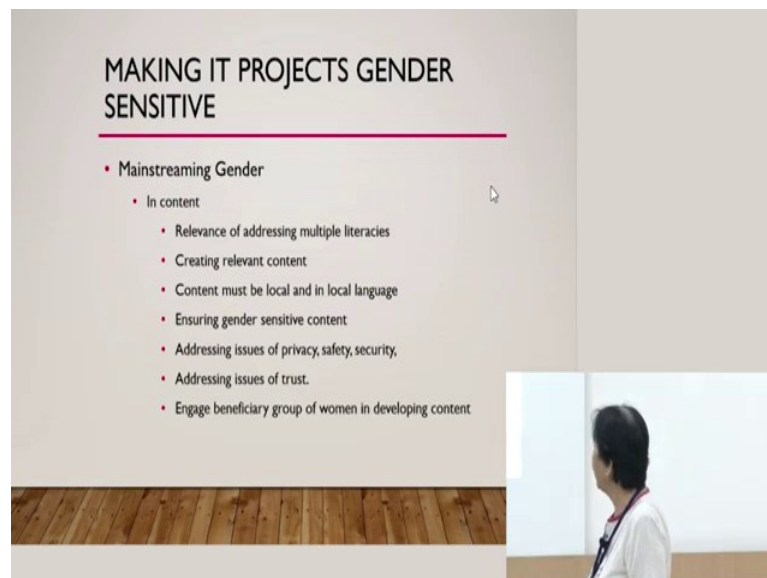 MAKING IT PROJECTS GENDER
SENSITIVE
• Mainstreaming Gender
• In content
• Relevance of addressing multiple literacies
• Creating relevant content
• Content must be local and in local language
• Ensuring gender sensitive content
• Addressing issues of privacy, safety, security,
• Addressing issues of trust.
• Engage beneficiary group of women in developing content